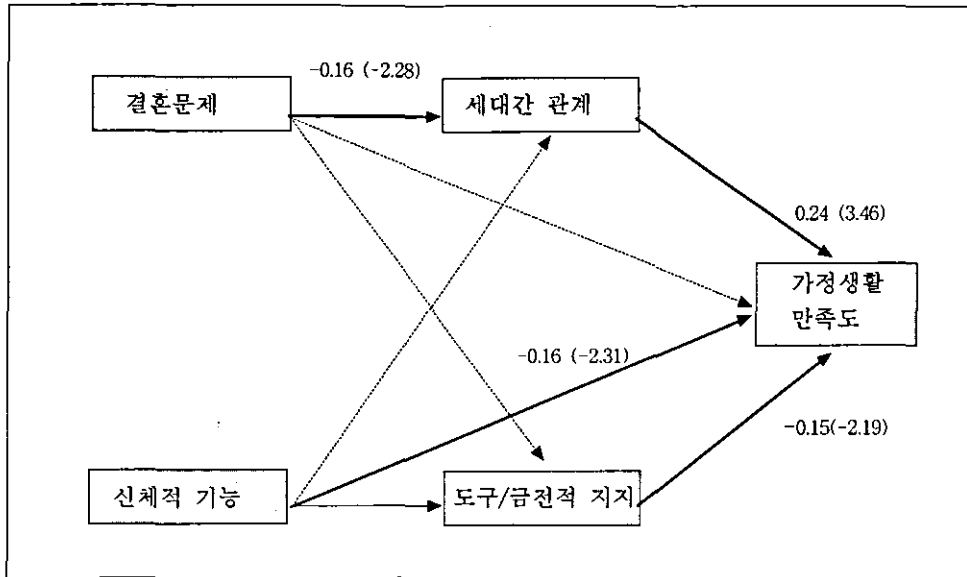 -0.16 (-2.28)
결혼문제
세대간 관계
0.24 (3.46)
가정생활
만족도
-0.16 (-2.31)
-0.15(-2.19)
신체적 기능
도구/금전적 지지